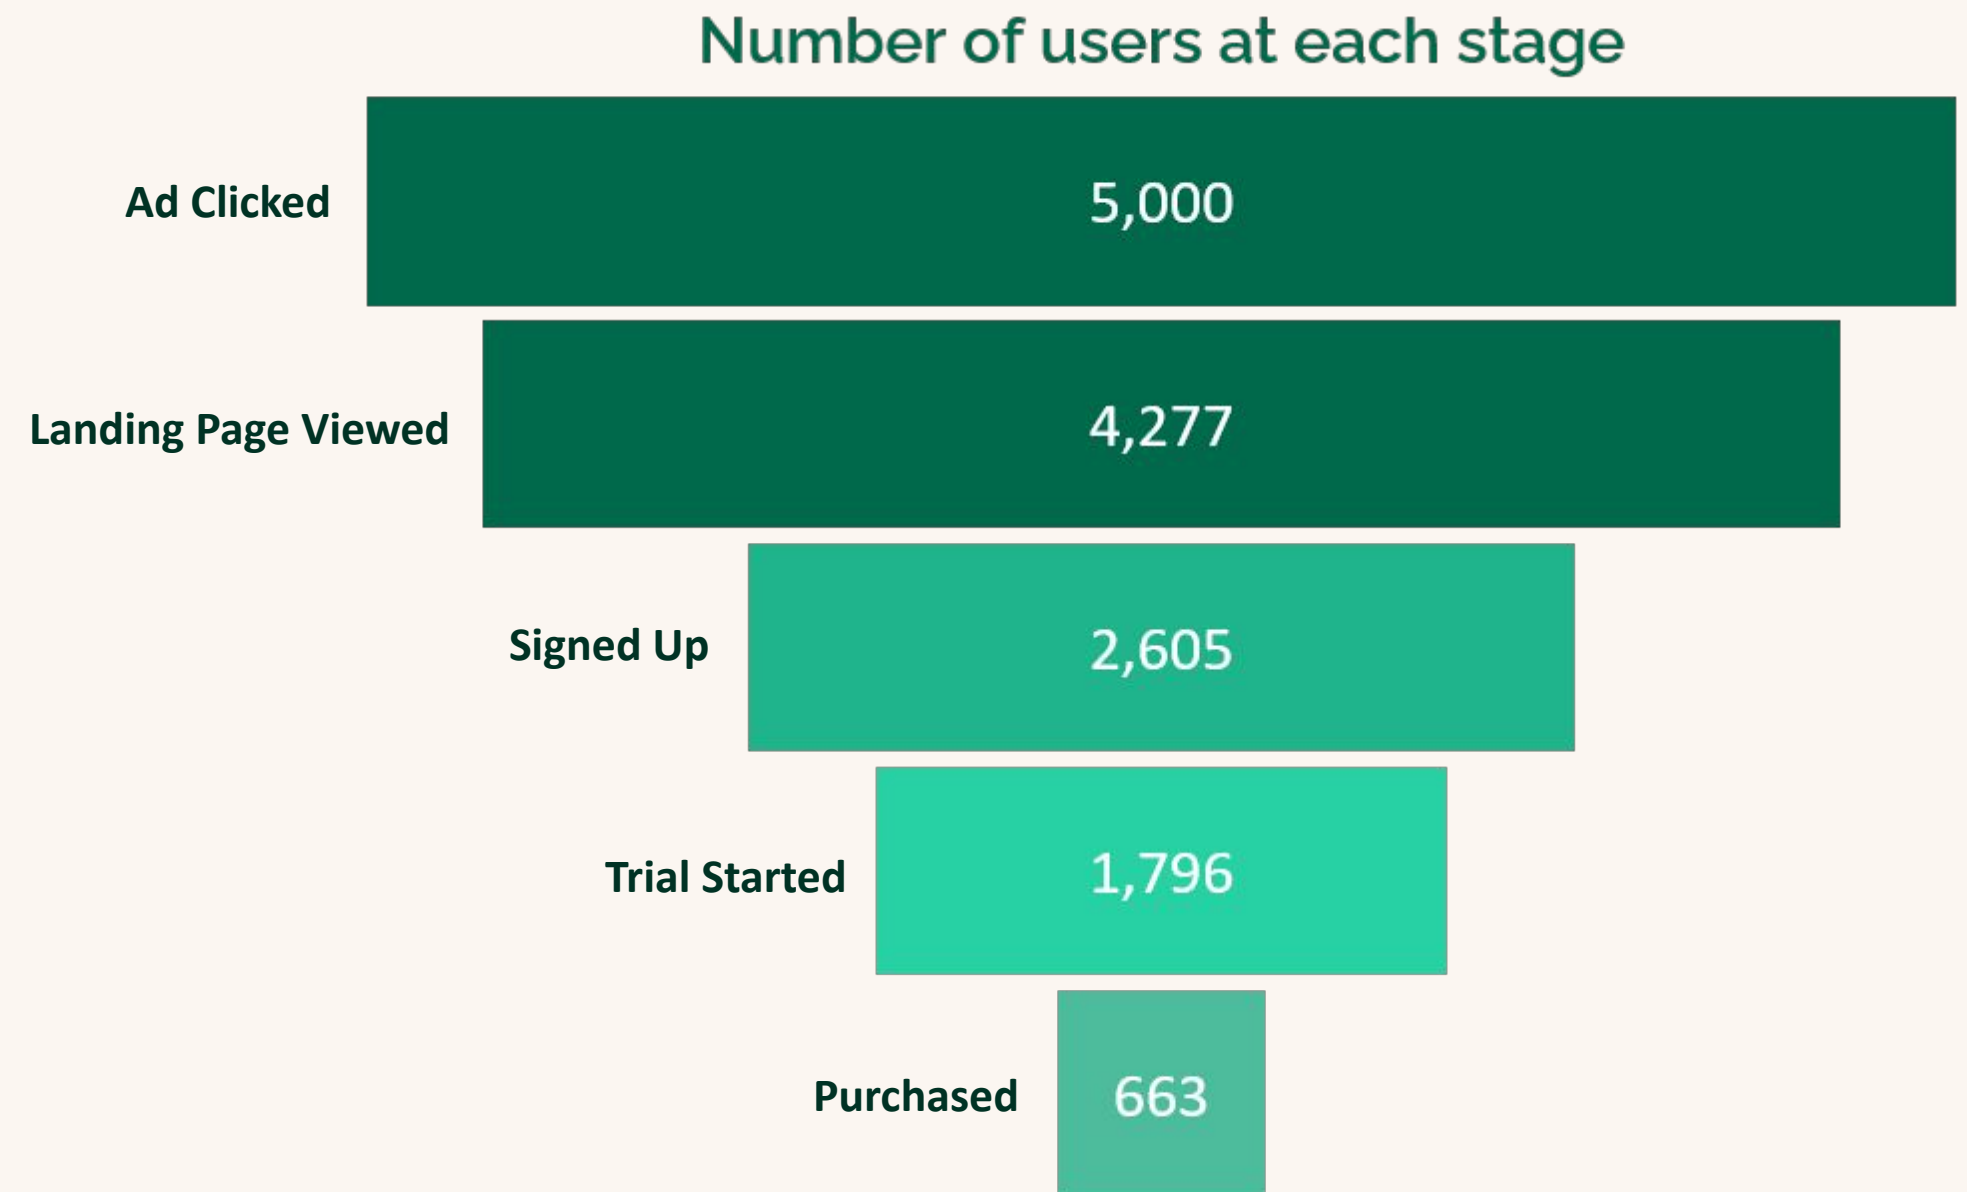 Number of users at each stage
Ad Clicked
5,000
Landing Page Viewed
4,277
Signed Up
2,605
Trial Started
1,796
Purchased
663